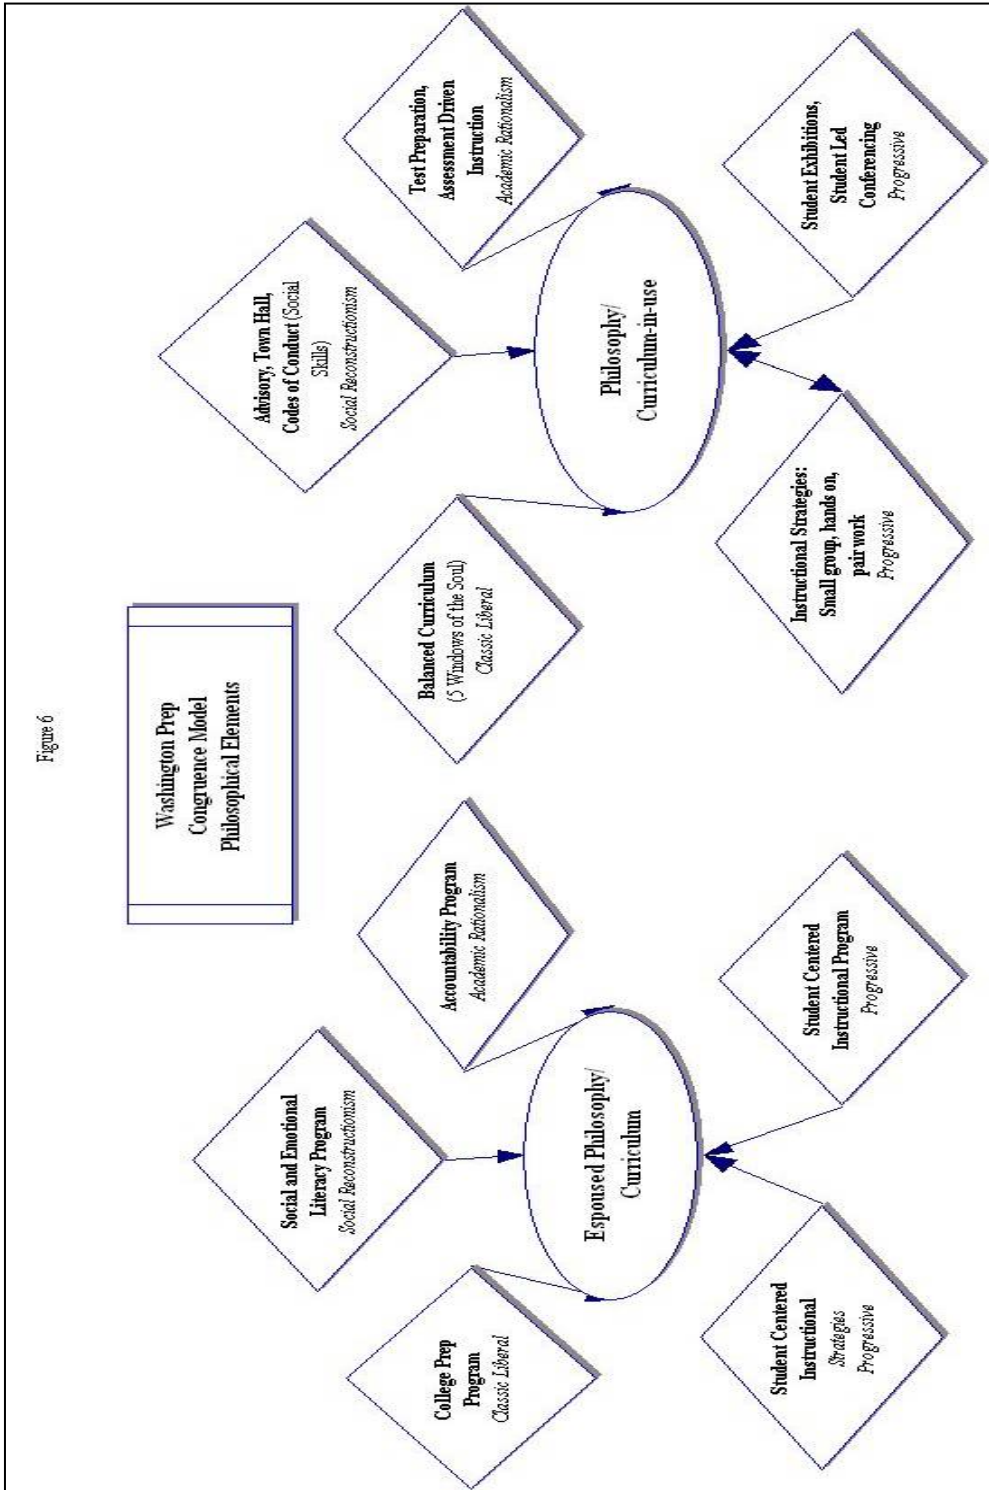 Figure 6
Washington Prep
Congruence Model
Philosophical Elements
Social and Emotional
Literacy Program
Social Reconstructionism
College Prep
Program
Classic Liberal
Accountability Program
Academic Rationalism
Espoused Philosophy/
Curriculum
Student Centered
Instructional
Strategies
Progressive
Student Centered
Instructional Program
Progressive
Advisory, Town Hall,
Codes of Conduct (Social
Skills)
Social Reconstructionism
Balanced Curriculum
(5 Windows of the Soul)
Classic Liberal
Test Preparation,
Assessment Driven
Instruction
Academic Rationalism
Philosophy/
Curriculum-in-use
Instructional Strategies:
Small group, hands on,
pair work
Progressive
Student Exhibitions,
Student Led
Conferencing
Progressive